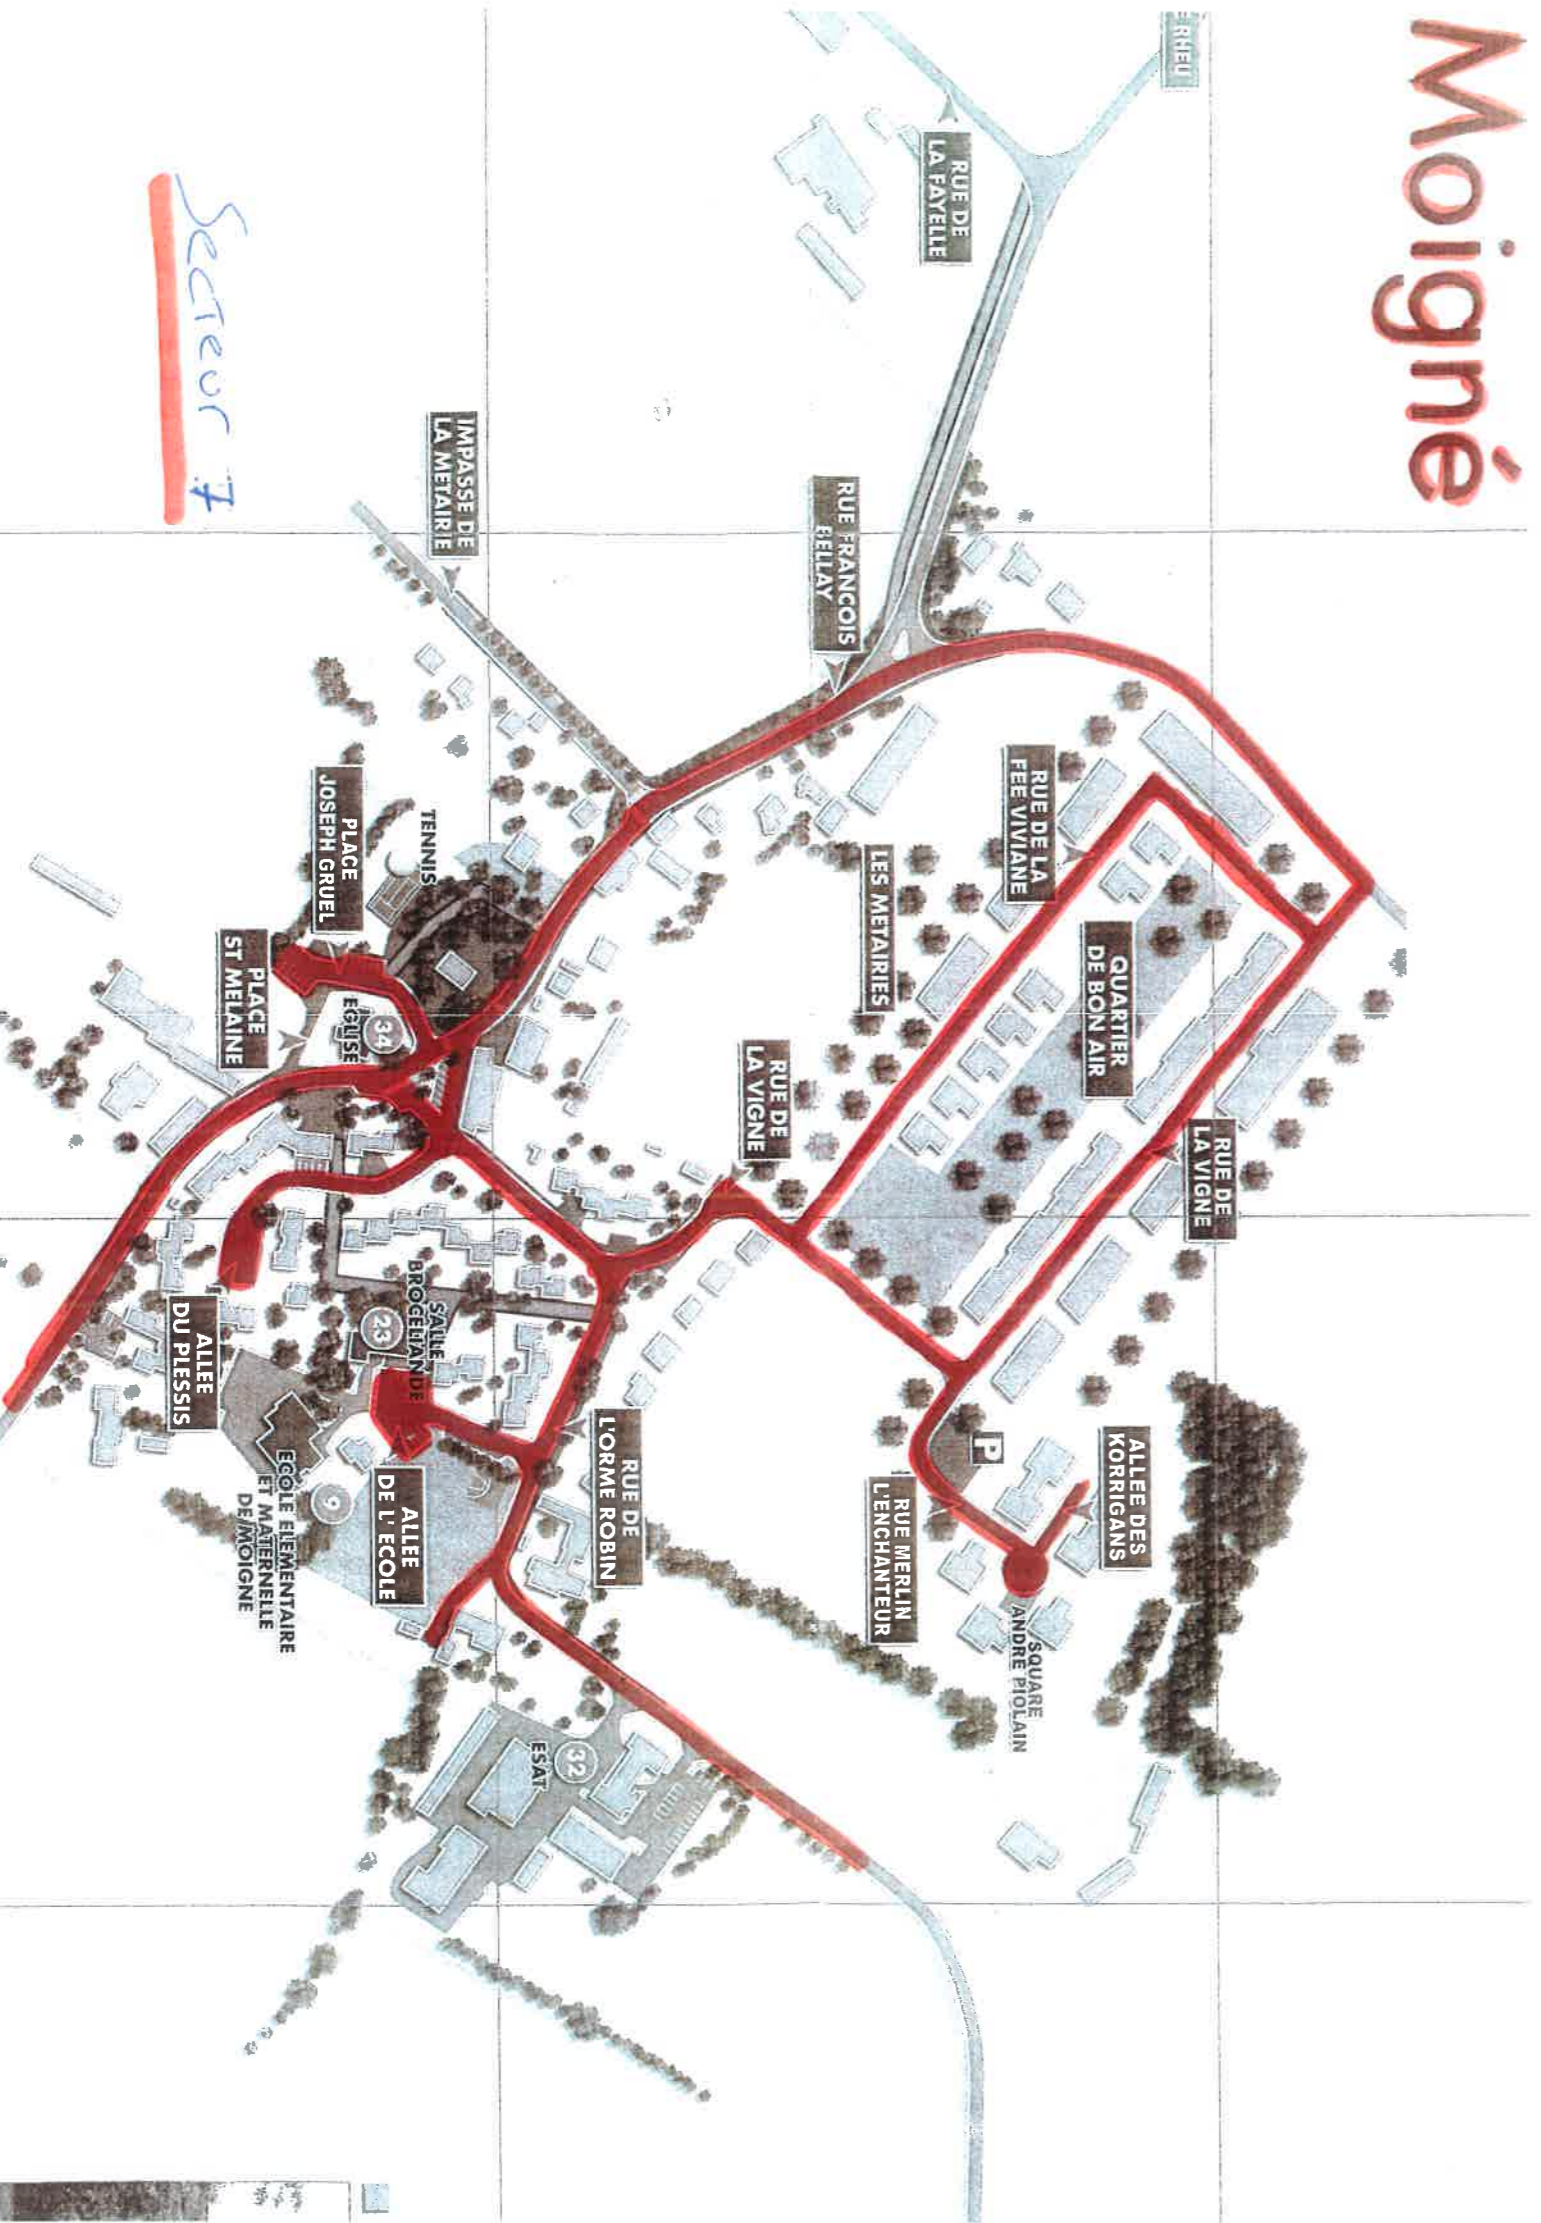 Moigné
E RHEU
RUE DE
LA FAYELLE
Secteur 7
IMPASSE DE
LA METAIRIE
RUE FRANCOIS
BELLAY
RUE DE LA
FEE VIVIANE
LES METAIRIES
QUARTIER
DE BON AIR
TENNIS
PLACE
JOSEPH GRUEL
PLACE
ST MELAINE
EGLISE
34
RUE DE
LA VIGNE
RUE DE
LA VIGNE
SALLE
BROCELIANDE
23
ALLEE
DU PLESSIS
P
ALLEE DES
KORRIGANS
RUE DE
L'ORME ROBIN
RUE MERLIN
L'ENCHANTEUR
ALLEE
DE L' ECOLE
9
ECOLE ELEMENTAIRE
ET MATERNELLE
DE MOIGNE
SQUARE
ANDRE PIOLAIN
32
ESAT